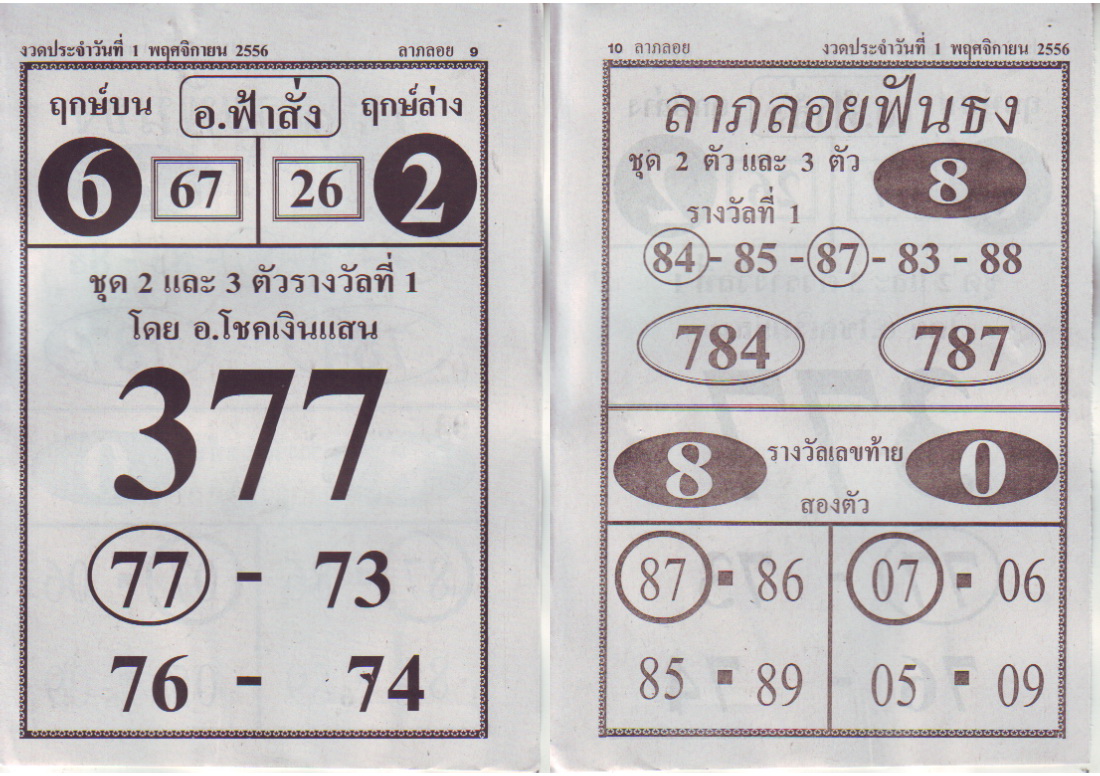 งวดประจำวันที่ 1 พฤศจิกายน 2556 ลาภลอย 9
ฤกษ์บน อ.ฟ้าสั่ง ฤกษ์ล่าง
6 67 26 2
ชุด 2 และ 3 ตัวรางวัลที่ 1
โดย อ.โชคเงินแสน
377
77 - 73
76 - 74
10 ลาภลอย งวดประจำวันที่ 1 พฤศจิกายน 2556
ลาภลอยฟันธง
ชุด 2 ตัว และ 3 ตัว 8
รางวัลที่ 1
84 - 85 - 87 - 83 - 88
784 787
8 รางวัลเลขท้าย 0
สองตัว
87 - 86 07 - 06
85 - 89 05 - 09